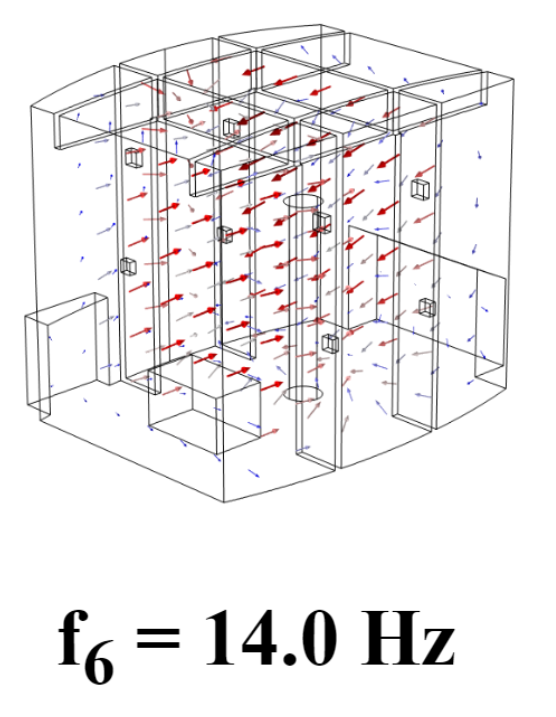 f₆ = 14.0 Hz